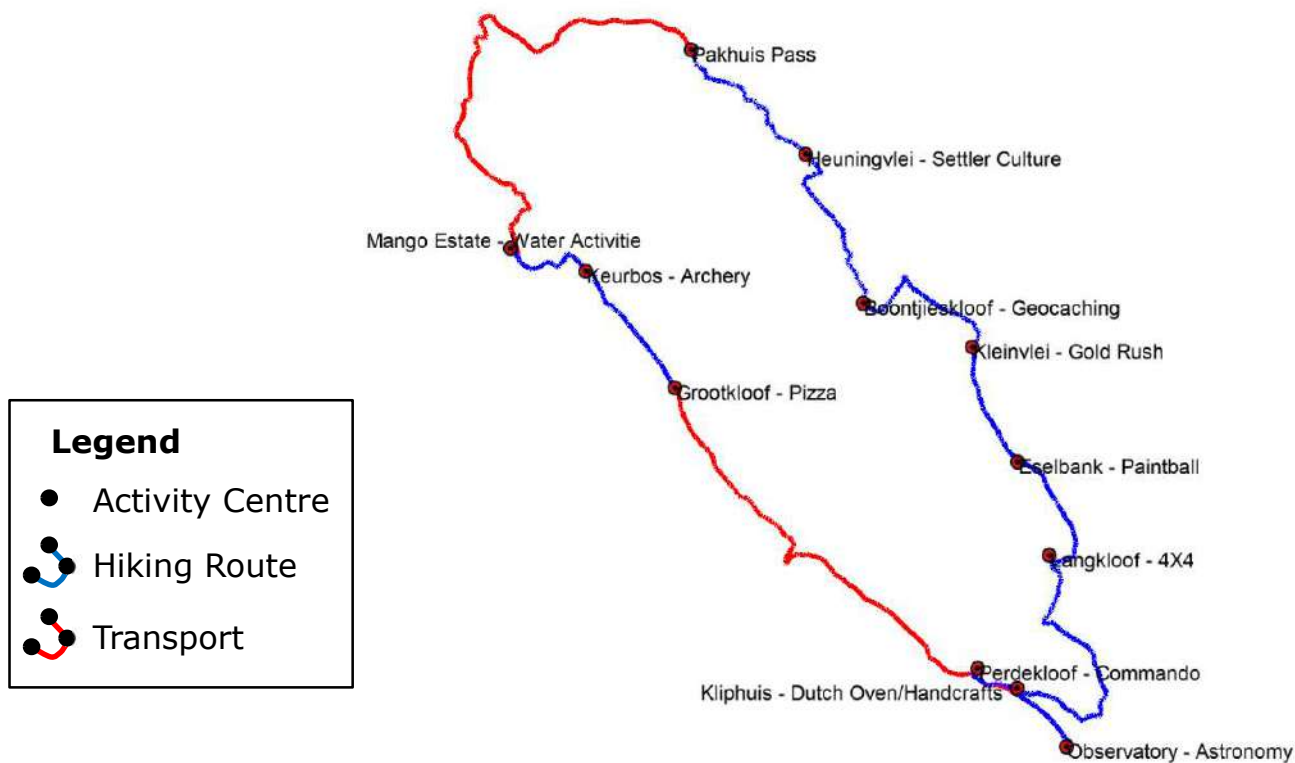 Pakhuis Pass
Heuningvlei - Settler Culture
Mango Estate - Water Activitie
Keurbos - Archery
Boontjieskloof - Geocaching
Kleinvlei - Gold Rush
Grootkloof - Pizza
Legend
Activity Centre
Hiking Route
Transport
Eselbank - Paintball
Langkloof - 4X4
Perdekloof - Commando
Kliphuis - Dutch Oven/Handcrafts
Observatory - Astronomy